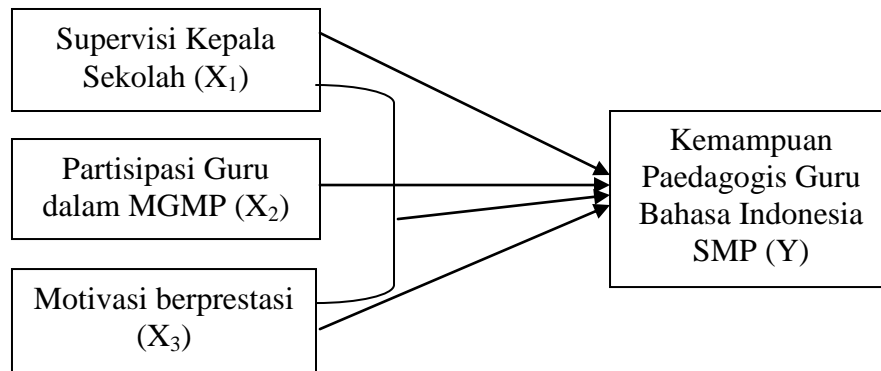 Supervisi Kepala
Sekolah (X₁)
Partisipasi Guru
dalam MGMP (X₂)
Motivasi berprestasi
(X₃)
Kemampuan
Paedagogis Guru
Bahasa Indonesia
SMP (Y)